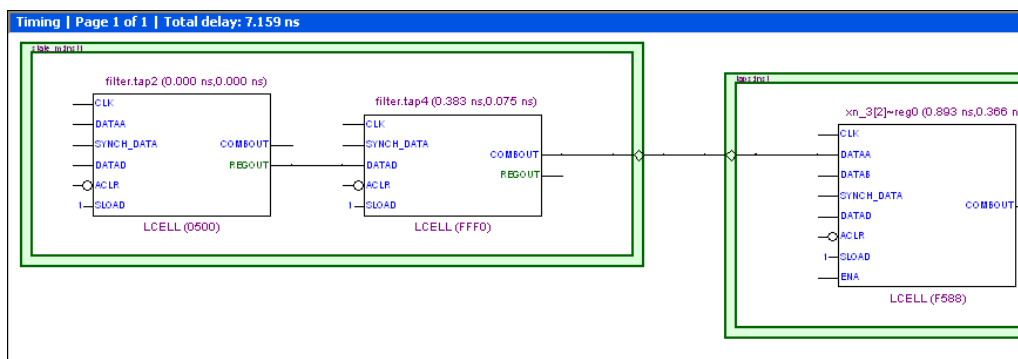 Timing | Page 1 of 1 | Total delay: 7.159 ns
filter.tap2 (0.000 ns,0.000 ns)
CLK
DATAA
SYNCH_DATA
DATAD
ACLR
1
SLOAD
COMBOUT
REGOUT
LCELL (0500)
filter.tap4 (0.383 ns,0.075 ns)
CLK
SYNCH_DATA
DATAD
ACLR
1
SLOAD
COMBOUT
REGOUT
LCELL (FFF0)
xn_3[2]~reg0 (0.893 ns,0.366 n
CLK
DATAA
DATAB
SYNCH_DATA
DATAD
ACLR
1
SLOAD
ENA
COMBOUT
LCELL (F588)